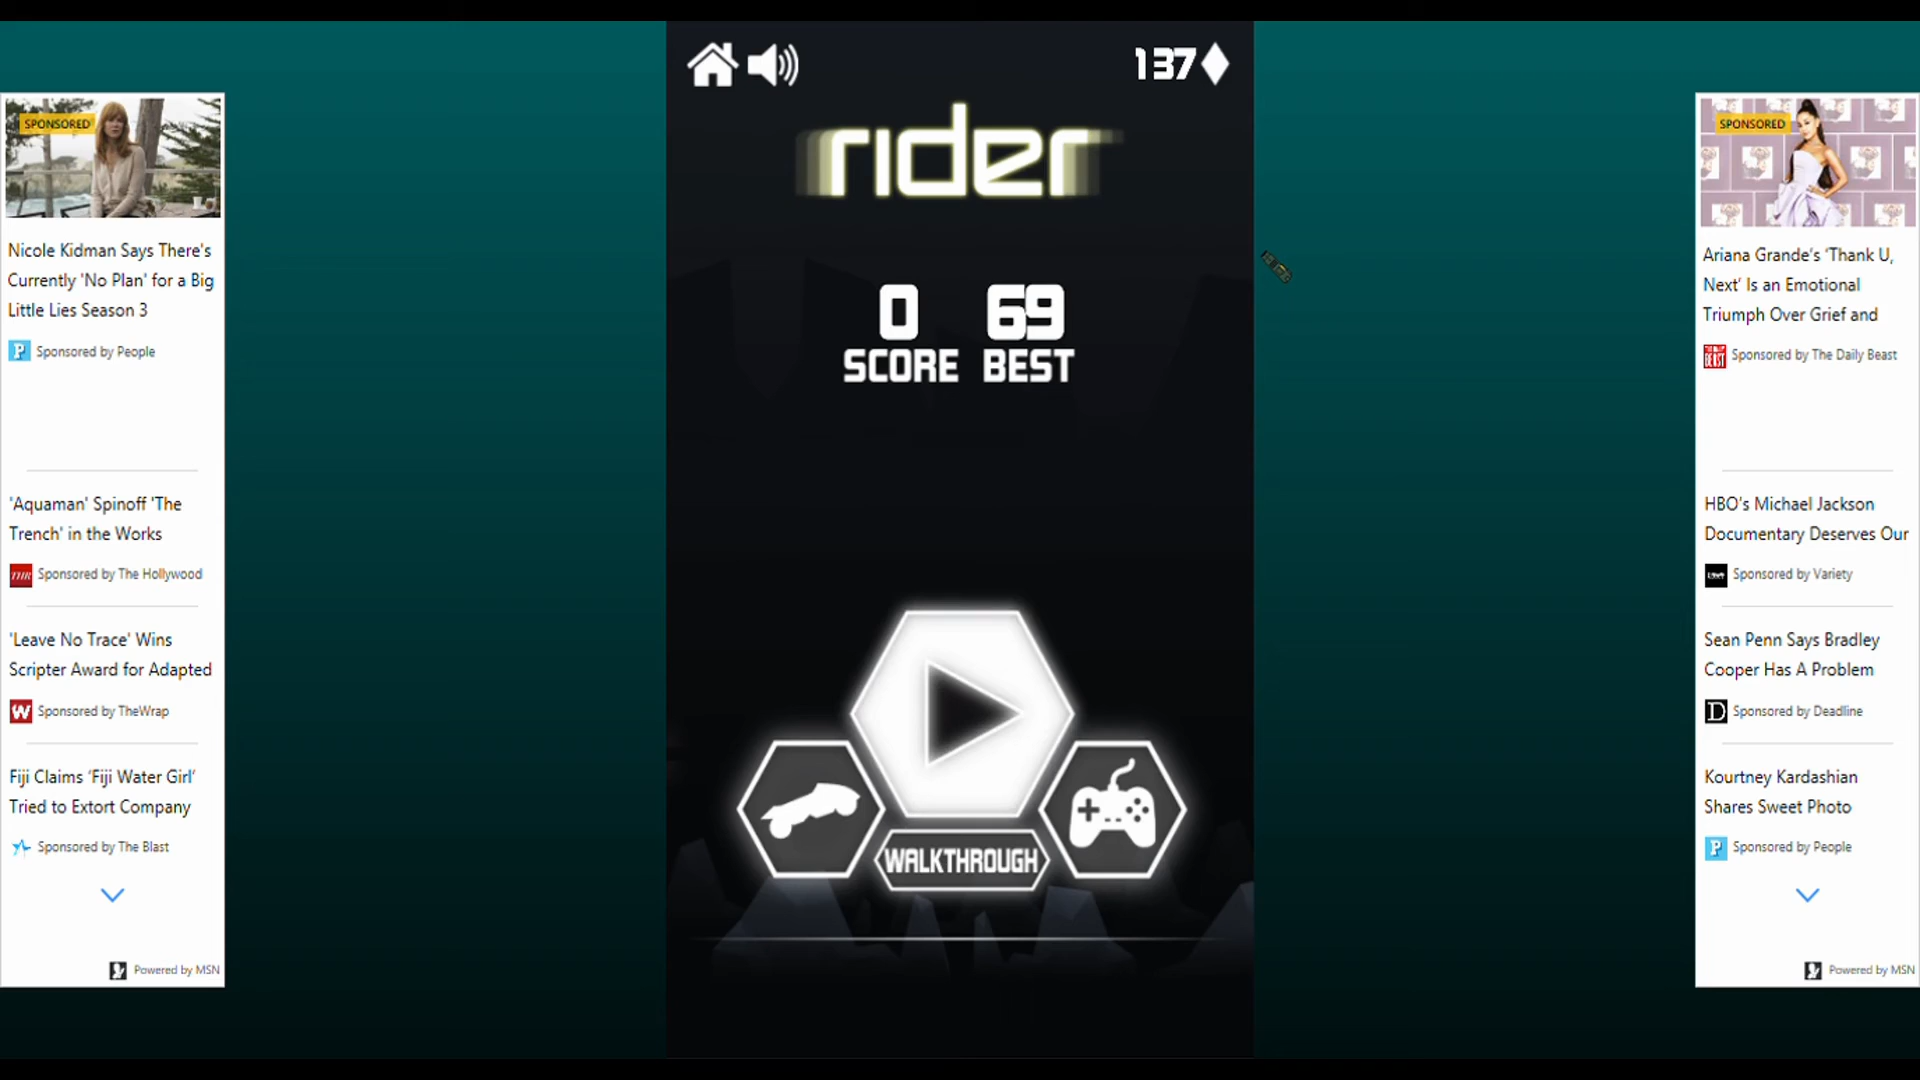 137
rider
0 69
SCORE BEST
WALKTHROUGH
SPONSORED
Nicole Kidman Says There's
Currently 'No Plan' for a Big
Little Lies Season 3
P Sponsored by People
'Aquaman' Spinoff 'The
Trench' in the Works
THR Sponsored by The Hollywood
'Leave No Trace' Wins
Scripter Award for Adapted
W Sponsored by TheWrap
Fiji Claims ‘Fiji Water Girl’
Tried to Extort Company
Sponsored by The Blast
Powered by MSN
SPONSORED
Ariana Grande’s ‘Thank U,
Next’ Is an Emotional
Triumph Over Grief and
Sponsored by The Daily Beast
HBO's Michael Jackson
Documentary Deserves Our
Sponsored by Variety
Sean Penn Says Bradley
Cooper Has A Problem
D Sponsored by Deadline
Kourtney Kardashian
Shares Sweet Photo
P Sponsored by People
Powered by MSN